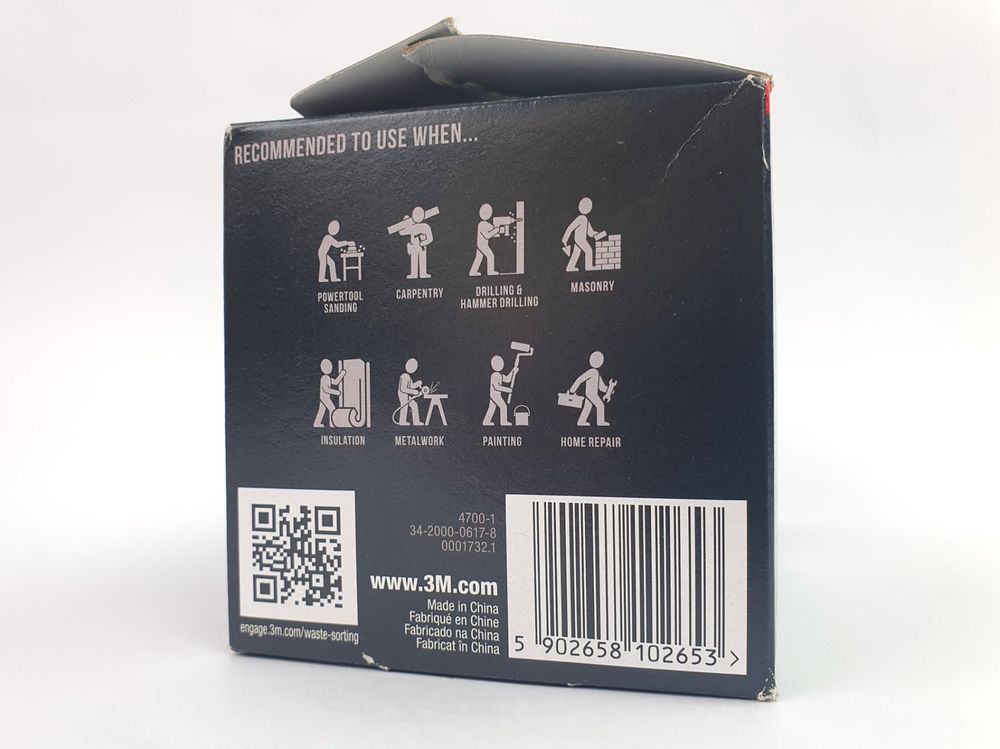 RECOMMENDED TO USE WHEN...
POWERTOOL
SANDING
CARPENTRY
DRILLING &
HAMMER DRILLING
MASONRY
INSULATION
METALWORK
PAINTING
HOME REPAIR
engage.3m.com/waste-sorting
4700-1
34-2000-0617-8
0001732.1
www.3M.com
Made in China
Fabriqué en Chine
Fabricado na China
Fabricat în China
5 902658 102653 >